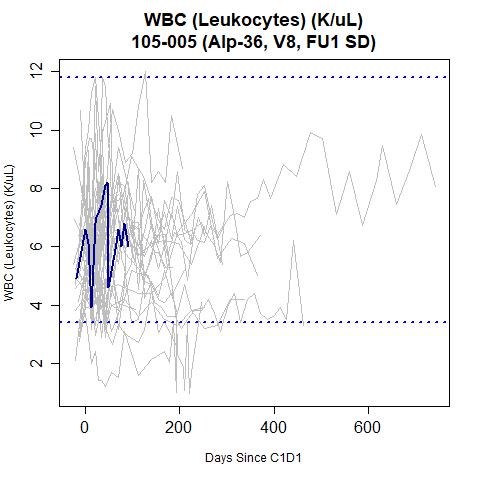 WBC (Leukocytes) (K/uL)
105-005 (Alp-36, V8, FU1 SD)
WBC (Leukocytes) (K/uL)
12
10
8
6
4
2
0 200 400 600
Days Since C1D1